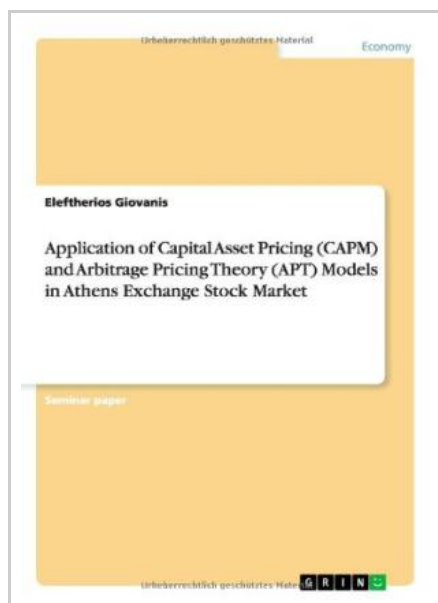 Urheberrechtlich geschütztes Material
Economy
Eleftherios Giovanis
Application of Capital Asset Pricing (CAPM)
and Arbitrage Pricing Theory (APT) Models
in Athens Exchange Stock Market
Seminar paper
Urheberrechtlich geschütztes
GRIN